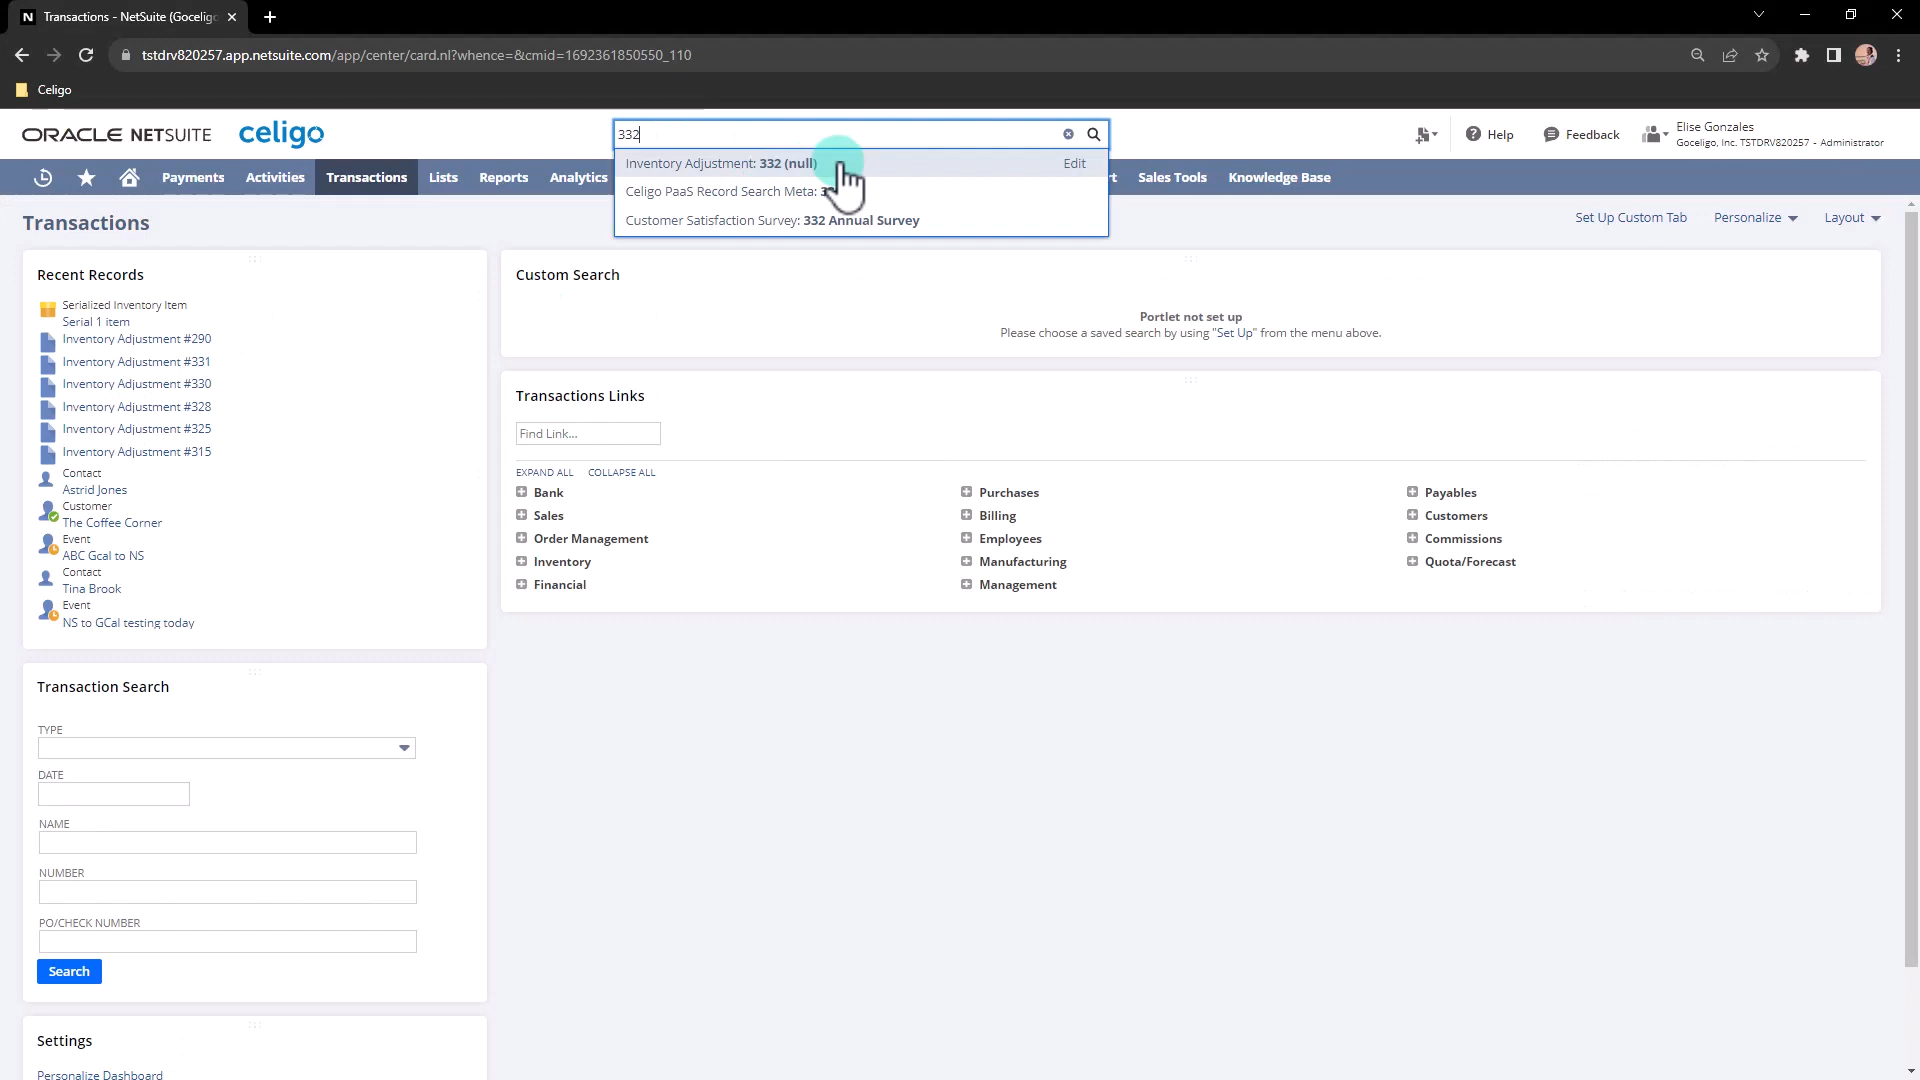 Transactions - NetSuite (Goceligo
tstdrv820257.app.netsuite.com/app/center/card.nl?whence=&cmid=1692361850550_110
Celigo
ORACLE NETSUITE
celigo
332
Help
Feedback
Elise Gonzales
Goceligo, Inc. TSTDRV820257 - Administrator
Inventory Adjustment: 332 (null)
Edit
Celigo PaaS Record Search Meta:
Customer Satisfaction Survey: 332 Annual Survey
Payments
Activities
Transactions
Lists
Reports
Analytics
Sales Tools
Knowledge Base
Transactions
Set Up Custom Tab
Personalize
Layout
Recent Records
Serialized Inventory Item
Serial 1 item
Inventory Adjustment #290
Inventory Adjustment #331
Inventory Adjustment #330
Inventory Adjustment #328
Inventory Adjustment #325
Inventory Adjustment #315
Contact
Astrid Jones
Customer
The Coffee Corner
Event
ABC Gcal to NS
Contact
Tina Brook
Event
NS to GCal testing today
Custom Search
Portlet not set up
Please choose a saved search by using "Set Up" from the menu above.
Transactions Links
Find Link...
EXPAND ALL
COLLAPSE ALL
Bank
Sales
Order Management
Inventory
Financial
Purchases
Billing
Employees
Manufacturing
Management
Payables
Customers
Commissions
Quota/Forecast
Transaction Search
TYPE
DATE
NAME
NUMBER
PO/CHECK NUMBER
Search
Settings
Personalize Dashboard